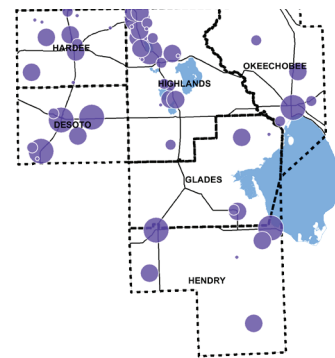 HARDEE
OKEECHOBEE
HIGHLANDS
DESOTO
GLADES
HENDRY